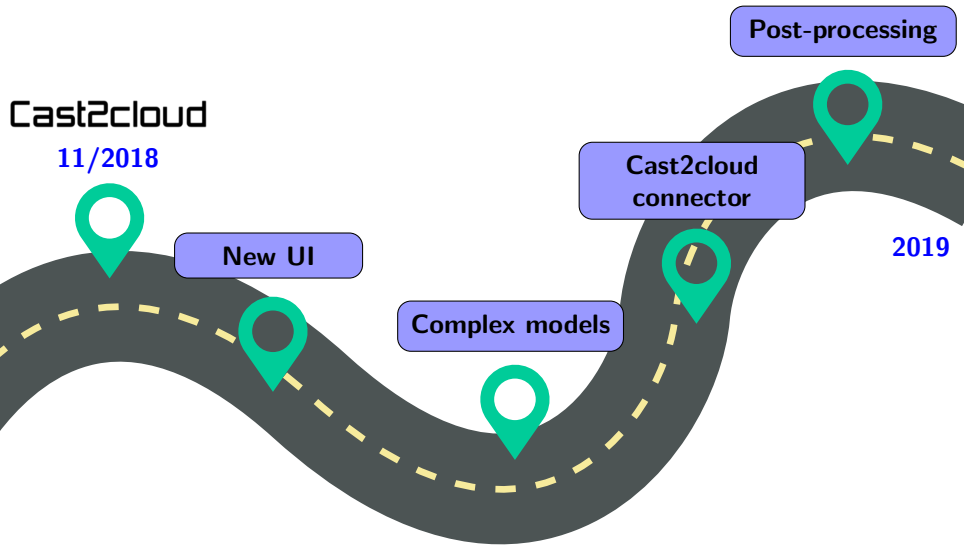 Cast2cloud
11/2018
New UI
Complex models
Cast2cloud
connector
Post-processing
2019